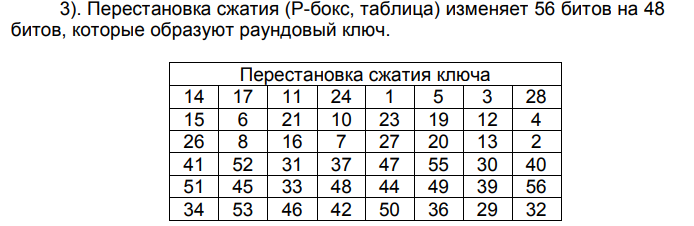 3). Перестановка сжатия (Р-бокс, таблица) изменяет 56 битов на 48
битов, которые образуют раундовый ключ.
Перестановка сжатия ключа
14 17 11 24 1 5 3 28
15 6 21 10 23 19 12 4
26 8 16 7 27 20 13 2
41 52 31 37 47 55 30 40
51 45 33 48 44 49 39 56
34 53 46 42 50 36 29 32